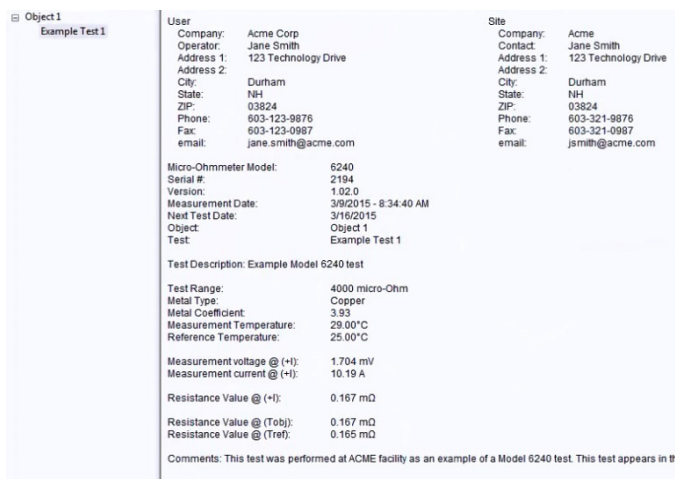 Object 1
Example Test 1
User
Company: Acme Corp
Operator: Jane Smith
Address 1: 123 Technology Drive
Address 2:
City: Durham
State: NH
ZIP: 03824
Phone: 603-123-9876
Fax: 603-123-0987
email: jane.smith@acme.com
Site
Company: Acme
Contact: Jane Smith
Address 1: 123 Technology Drive
Address 2:
City: Durham
State: NH
ZIP: 03824
Phone: 603-321-9876
Fax: 603-321-0987
email: jsmith@acme.com
Micro-Ohmmeter Model: 6240
Serial #: 2194
Version: 1.02.0
Measurement Date: 3/9/2015 - 8:34:40 AM
Next Test Date: 3/16/2015
Object: Object 1
Test: Example Test 1
Test Description: Example Model 6240 test
Test Range: 4000 micro-Ohm
Metal Type: Copper
Metal Coefficient: 3.93
Measurement Temperature: 29.00°C
Reference Temperature: 25.00°C
Measurement voltage @ (+I): 1.704 mV
Measurement current @ (+I): 10.19 A
Resistance Value @ (+I): 0.167 mΩ
Resistance Value @ (Tobj): 0.167 mΩ
Resistance Value @ (Tref): 0.165 mΩ
Comments: This test was performed at ACME facility as an example of a Model 6240 test. This test appears in